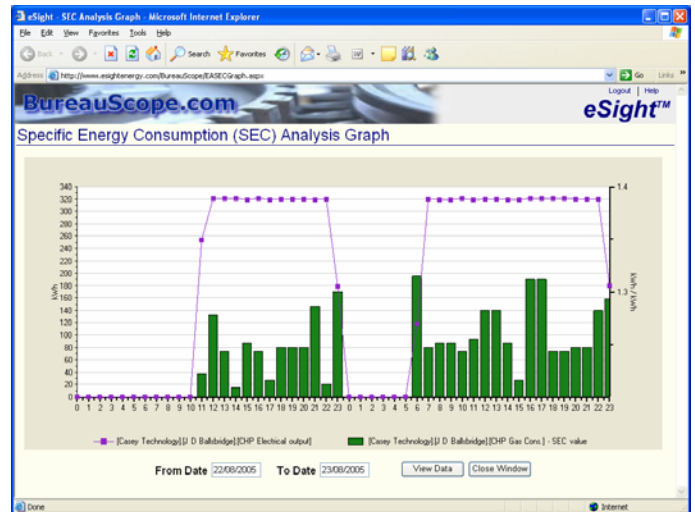 eSight - SEC Analysis Graph - Microsoft Internet Explorer
File Edit View Favorites Tools Help
Back Search Favorites
Address http://www.esightenergy.com/BureauScope/EASECGraph.aspx Go Links »
Logout | Help
BureauScope.com eSight™
Specific Energy Consumption (SEC) Analysis Graph
340 1.4
320
300
280
260
240
220
200
180
kWh 1.3 kWh/kWh
160
140
120
100
80
60
40
20
0
0 1 2 3 4 5 6 7 8 9 10 11 12 13 14 15 16 17 18 19 20 21 22 23 0 1 2 3 4 5 6 7 8 9 10 11 12 13 14 15 16 17 18 19 20 21 22 23
[Casey Technology].[J D Ballsbridge].[CHP Electrical output] [Casey Technology].[J D Ballsbridge].[CHP Gas Cons.] - SEC value
From Date 22/08/2005 To Date 23/08/2005 View Data Close Window
Done Internet